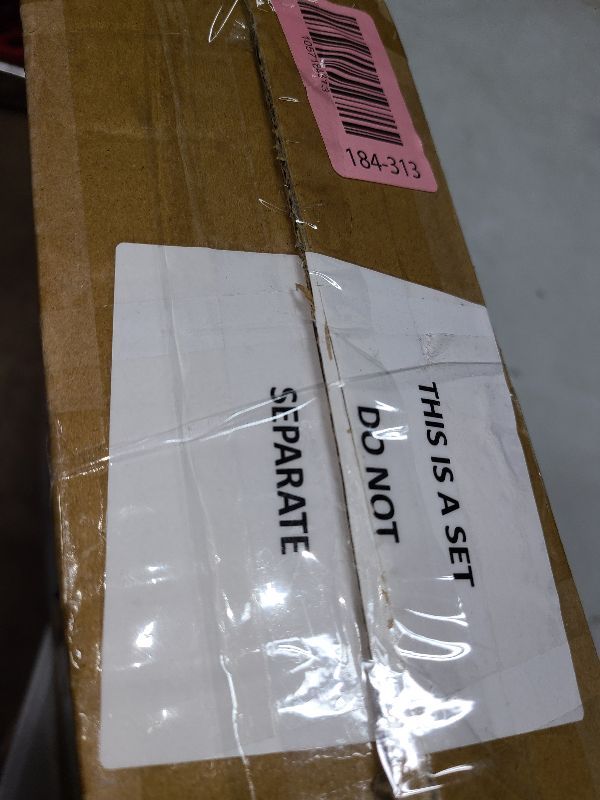 184-313
THIS IS A SET
DO NOT
SEPARATE